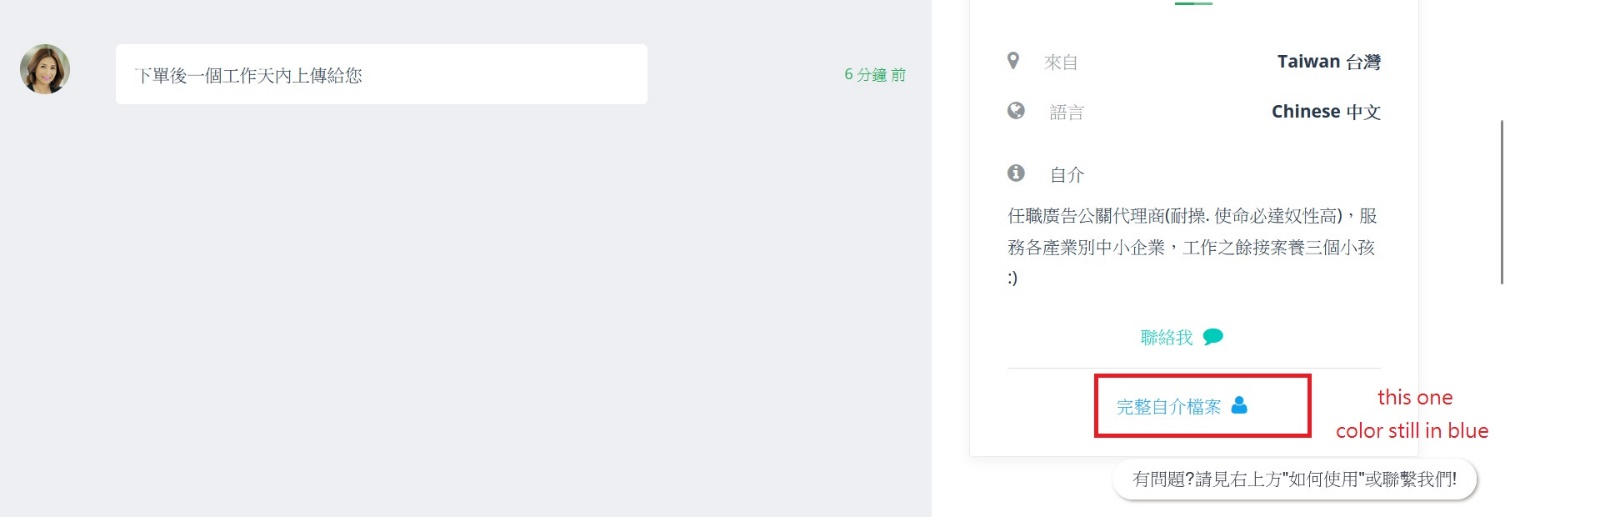 下單後一個工作天內上傳給您
6 分鐘 前
來自
Taiwan 台灣
語言
Chinese 中文
自介
任職廣告公關代理商(耐操. 使命必達奴性高)，服
務各產業別中小企業，工作之餘接案養三個小孩
:)
聯絡我
完整自介檔案
this one
color still in blue
有問題?請見右上方"如何使用"或聯繫我們!